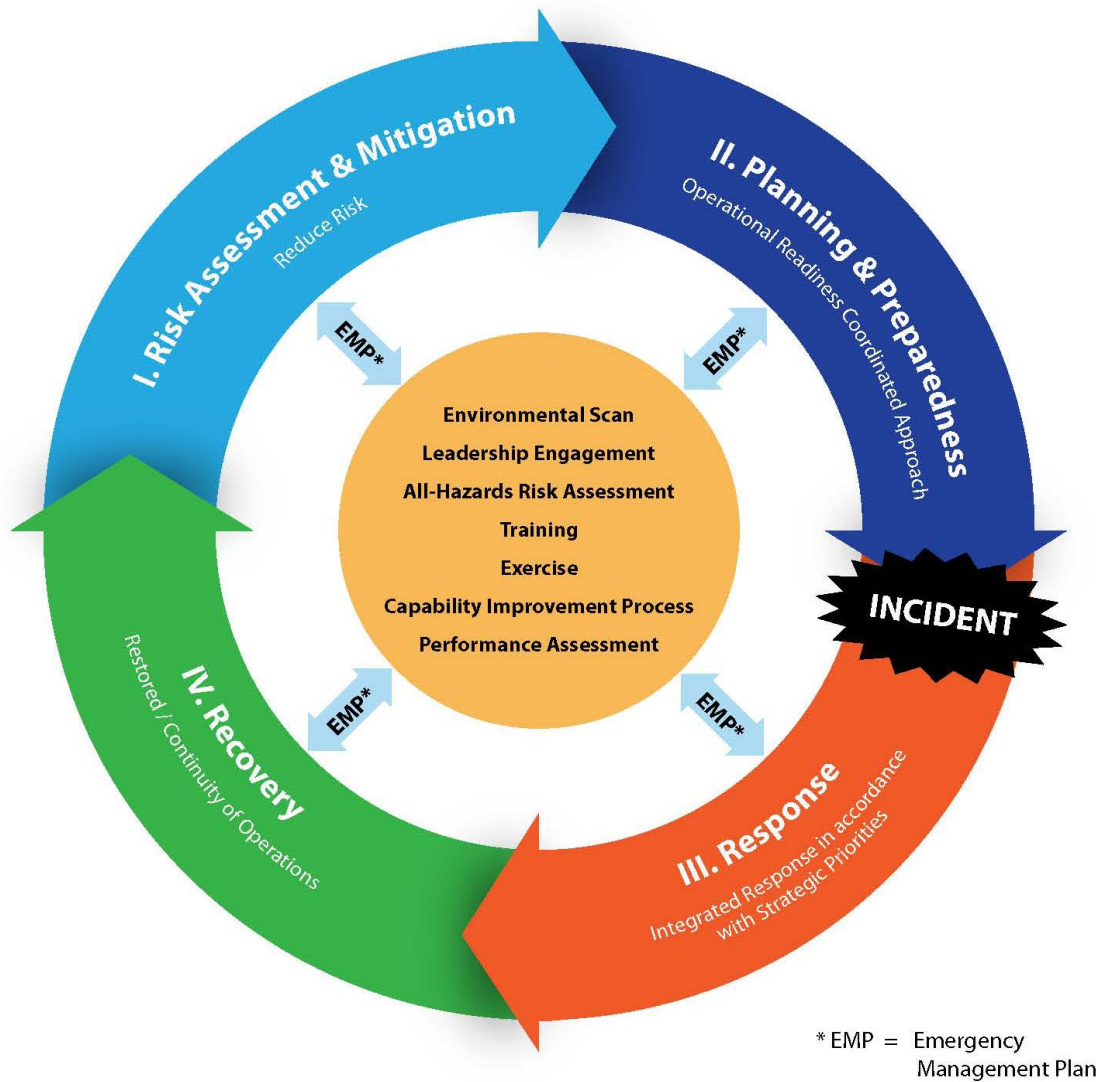 I. Risk Assessment & Mitigation
Reduce Risk
II. Planning & Preparedness
Operational Readiness Coordinated Approach
EMP*
EMP*
Environmental Scan
Leadership Engagement
All-Hazards Risk Assessment
Training
Exercise
Capability Improvement Process
Performance Assessment
INCIDENT
EMP*
EMP*
III. Response
Integrated Response in accordance
with Strategic Priorities
IV. Recovery
Restored / Continuity of Operations
* EMP = Emergency
Management Plan